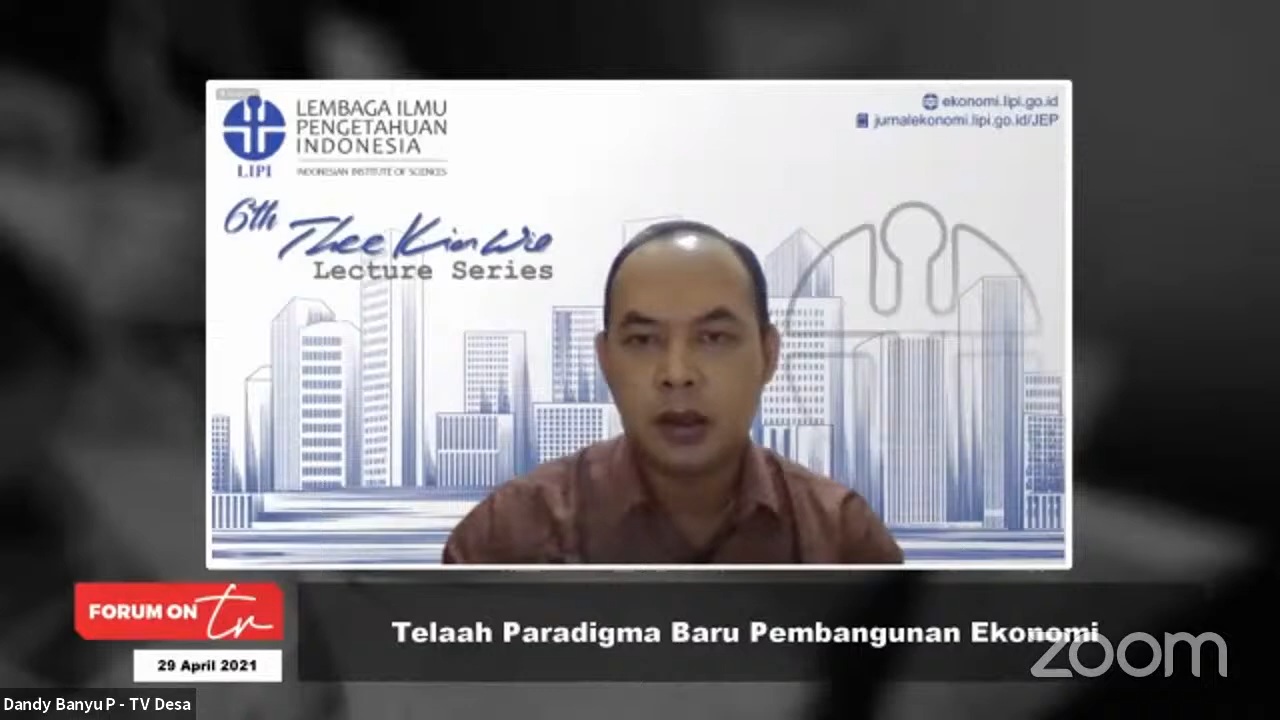 LEMBAGA ILMU
PENGETAHUAN
INDONESIA
INDONESIAN INSTITUTE OF SCIENCES
LIPI
ekonomi.lipi.go.id
jurnalekonomi.lipi.go.id/JEP
6th Thee Kian Wie
Lecture Series
FORUM ON tr
29 April 2021
Telaah Paradigma Baru Pembangunan Ekonomi
zoom
Dandy Banyu P - TV Desa